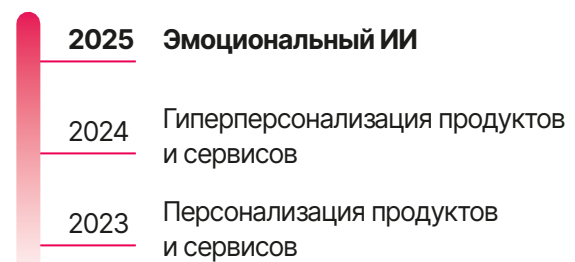 2025 Эмоциональный ИИ
2024 Гиперперсонализация продуктов
и сервисов
2023 Персонализация продуктов
и сервисов